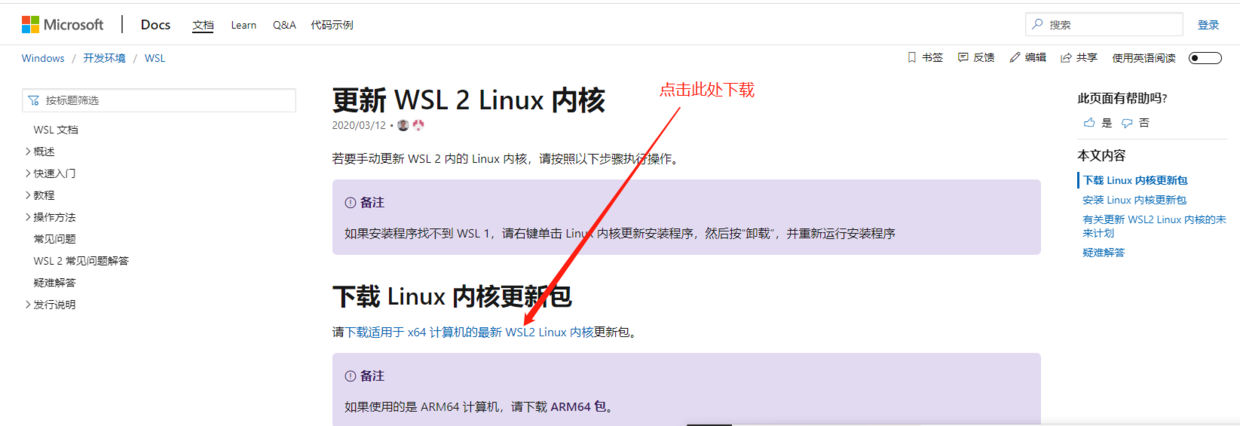 Microsoft Docs 文档 Learn Q&A 代码示例 搜索 登录
Windows / 开发环境 / WSL 书签 反馈 编辑 共享 使用英语阅读
按标题筛选
WSL 文档
概述
快速入门
教程
操作方法
常见问题
WSL 2 常见问题解答
疑难解答
发行说明
点击此处下载
更新 WSL 2 Linux 内核
2020/03/12 •
若要手动更新 WSL 2 内的 Linux 内核，请按照以下步骤执行操作。
备注
如果安装程序找不到 WSL 1，请右键单击 Linux 内核更新安装程序，然后按“卸载”，并重新运行安装程序
下载 Linux 内核更新包
请下载适用于 x64 计算机的最新 WSL2 Linux 内核更新包。
备注
如果使用的是 ARM64 计算机，请下载 ARM64 包。
此页面有帮助吗?
是 否
本文内容
下载 Linux 内核更新包
安装 Linux 内核更新包
有关更新 WSL2 Linux 内核的未
来计划
疑难解答